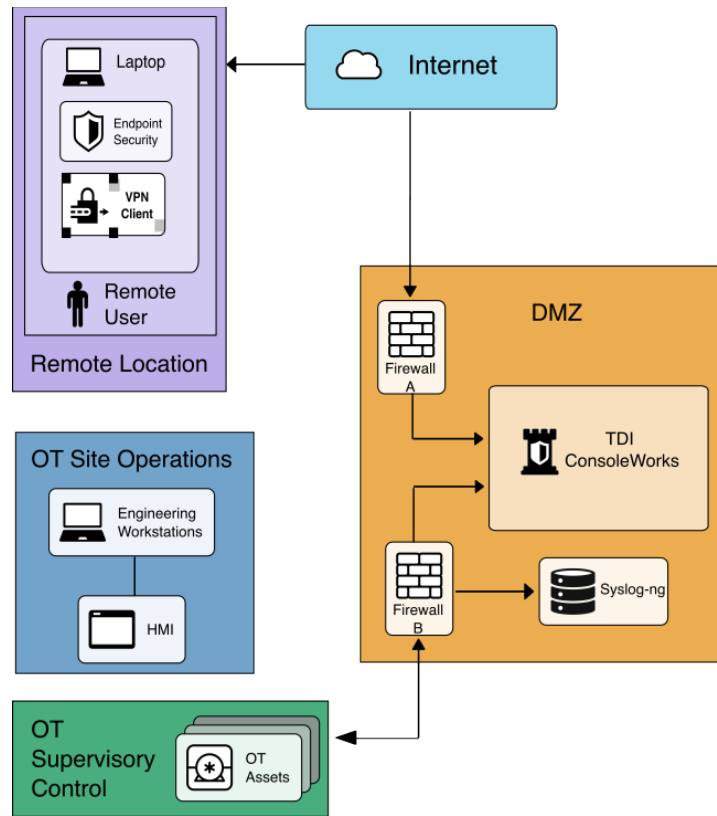 Laptop
Endpoint
Security
VPN
Client
Remote
User
Remote Location
Internet
DMZ
Firewall
A
TDI
ConsoleWorks
Firewall
B
Syslog-ng
OT Site Operations
Engineering
Workstations
HMI
OT
Supervisory
Control
OT
Assets